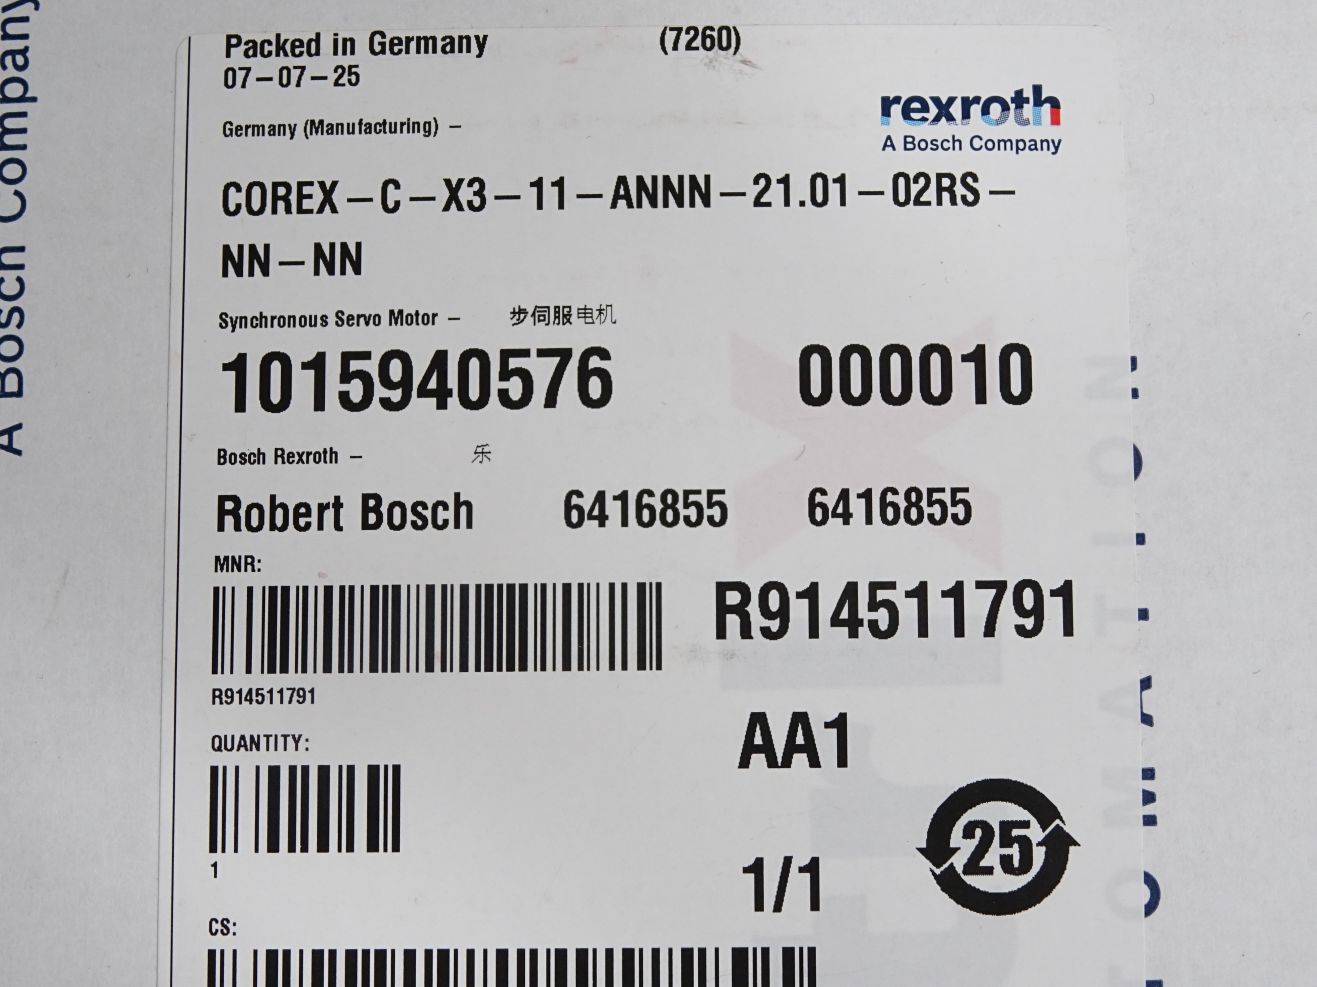 A Bosch Company
Packed in Germany (7260)
07-07-25
rexroth
A Bosch Company
Germany (Manufacturing) -
COREX-C-X3-11-ANNN-21.01-02RS-
NN-NN
Synchronous Servo Motor - 步伺服电机
1015940576 000010
Bosch Rexroth - 乐
Robert Bosch 6416855 6416855
MNR:
R914511791
R914511791
QUANTITY:
AA1
1
1/1
25
CS: